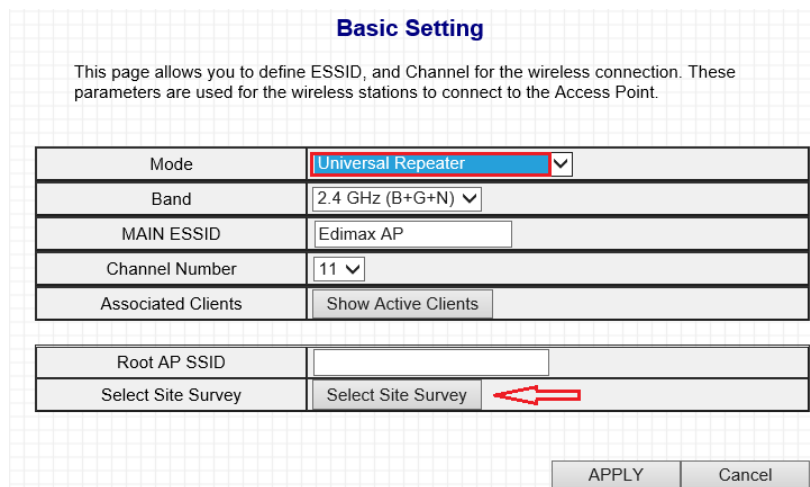 Basic Setting
This page allows you to define ESSID, and Channel for the wireless connection. These
parameters are used for the wireless stations to connect to the Access Point.
Mode Universal Repeater
Band 2.4 GHz (B+G+N)
MAIN ESSID Edimax AP
Channel Number 11
Associated Clients Show Active Clients
Root AP SSID
Select Site Survey Select Site Survey
APPLY Cancel